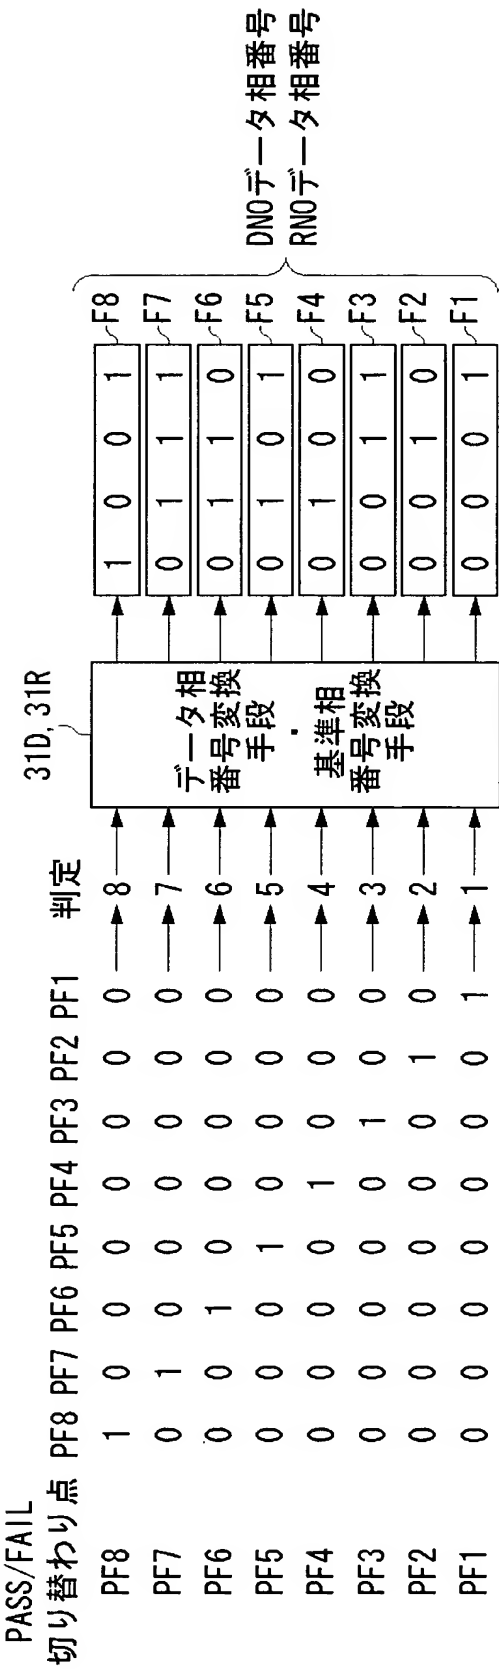 PASS/FAIL
切り替わり点 PF8 PF7 PF6 PF5 PF4 PF3 PF2 PF1 判定
31D, 31R
PF8 1 0 0 0 0 0 0 0 8 1 0 0 1 F8
PF7 0 1 0 0 0 0 0 0 7 0 1 1 1 F7
PF6 0 0 1 0 0 0 0 0 6 0 1 1 0 F6
PF5 0 0 0 1 0 0 0 0 5 0 1 0 1 F5
PF4 0 0 0 0 1 0 0 0 4 0 1 0 0 F4
PF3 0 0 0 0 0 1 0 0 3 0 0 1 1 F3
PF2 0 0 0 0 0 0 1 0 2 0 0 1 0 F2
PF1 0 0 0 0 0 0 0 1 1 0 0 0 1 F1
データ相
番号変換
手段
・
基準相
番号変換
手段
DNOデータ相番号
RNOデータ相番号